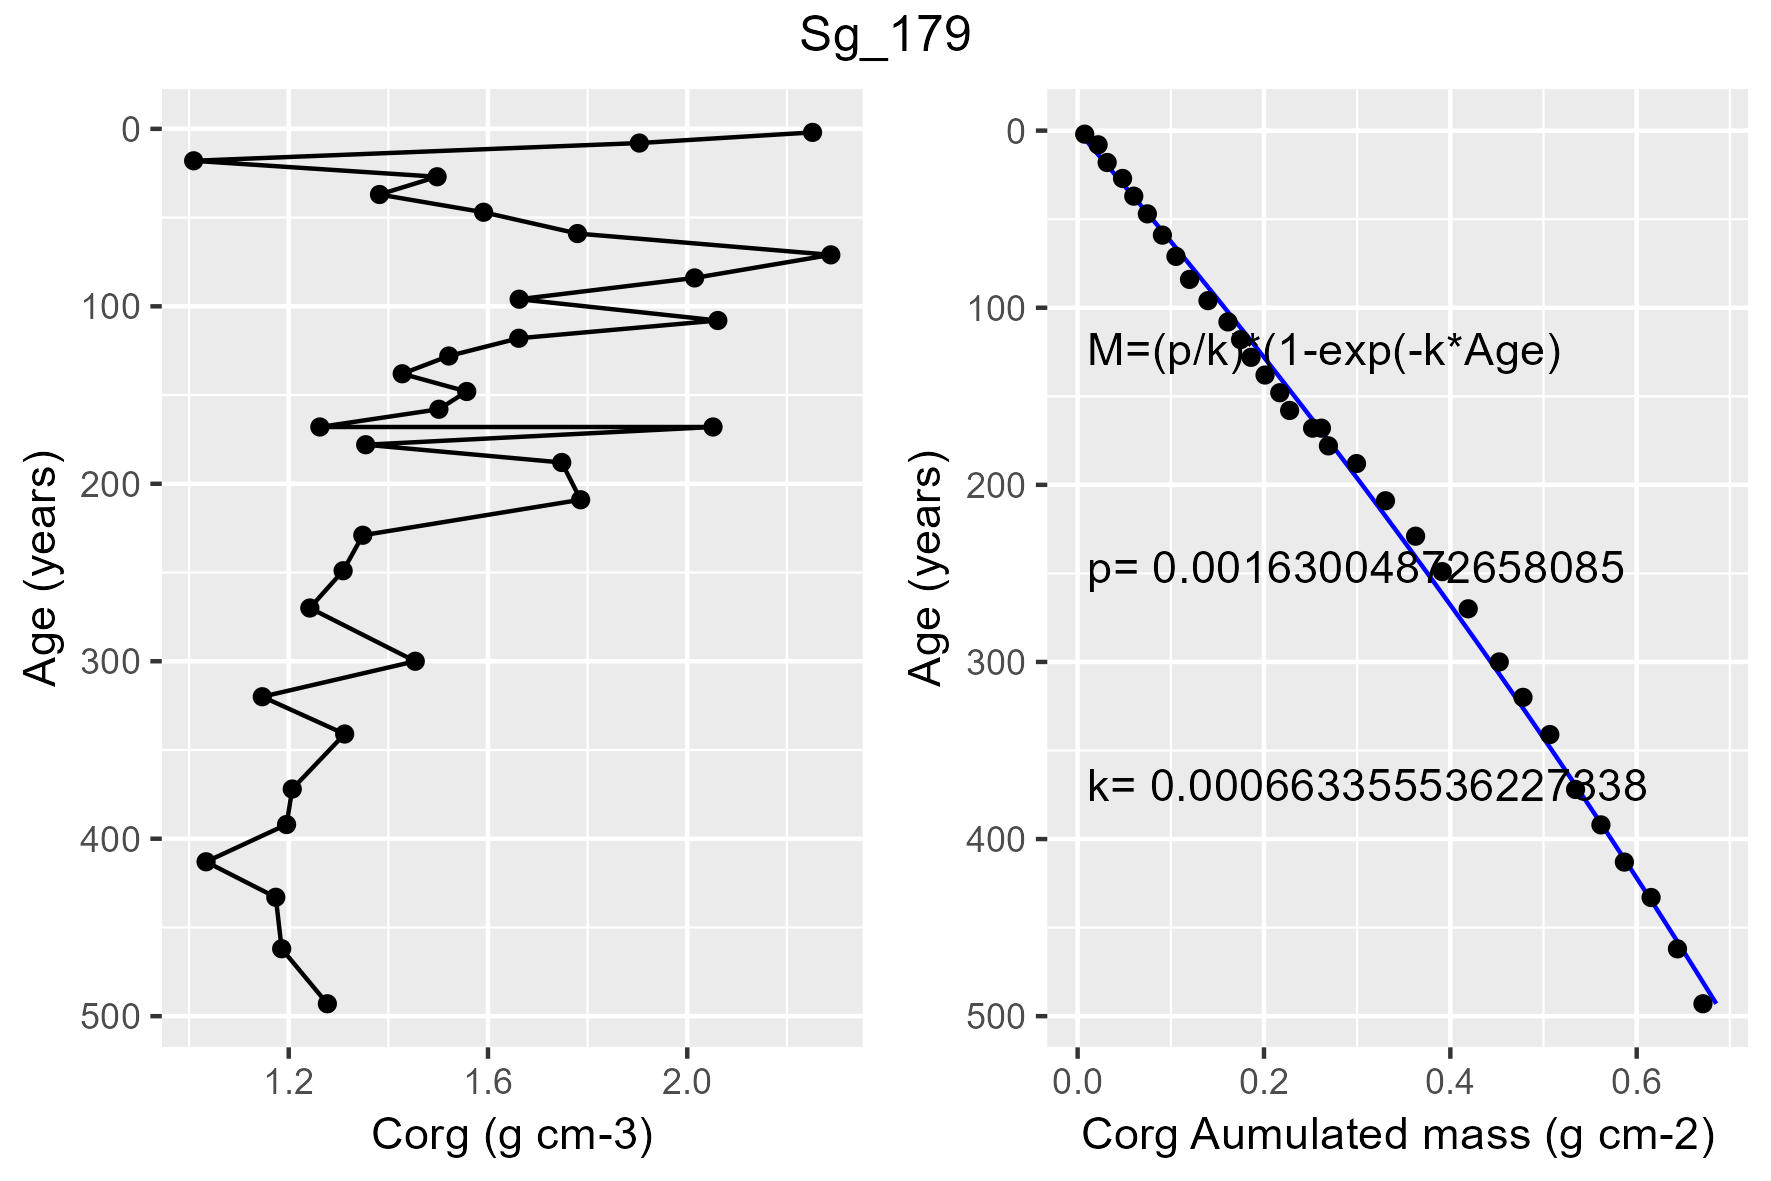 Sg_179
0
100
200
300
400
500
Age (years)
1.2 1.6 2.0
Corg (g cm-3)
0
100
200
300
400
500
Age (years)
M=(p/k)*(1-exp(-k*Age)
p= 0.00163004872658085
k= 0.000663355536227338
0.0 0.2 0.4 0.6
Corg Aumulated mass (g cm-2)